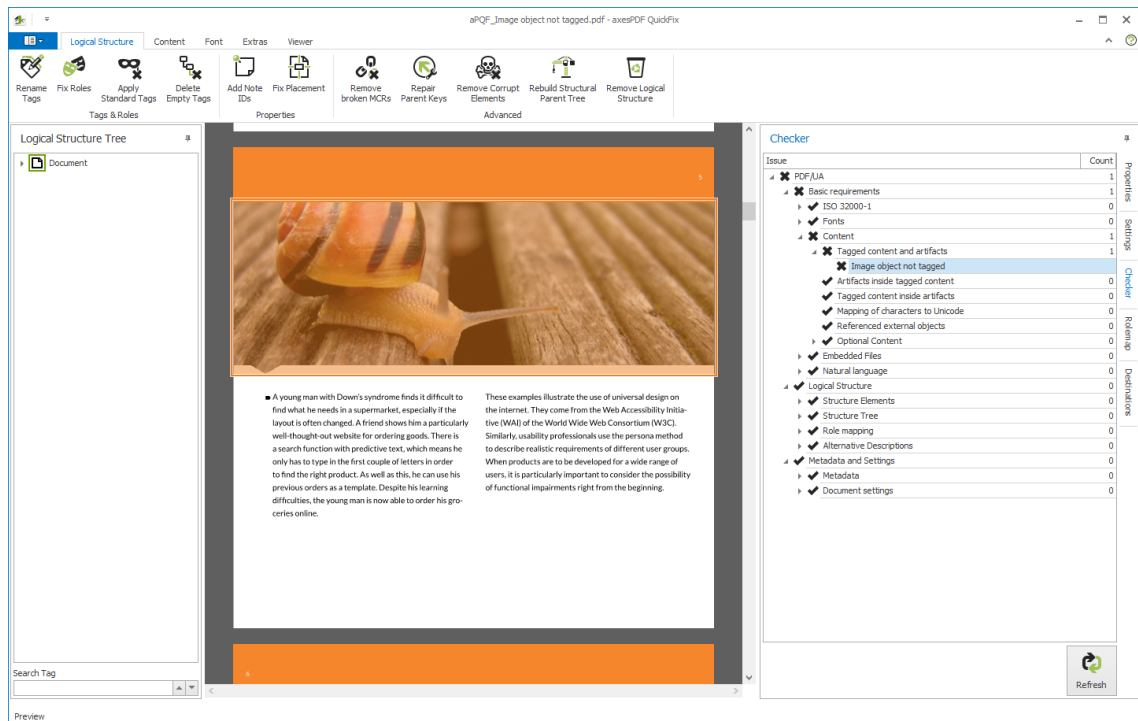 aPQF_Image object not tagged.pdf - axesPDF QuickFix
Logical Structure
Content
Font
Extras
Viewer
Rename Tags
Fix Roles
Apply Standard Tags
Delete Empty Tags
Add Note IDs
Fix Placement
Remove broken MCRs
Repair Parent Keys
Remove Corrupt Elements
Rebuild Structural Parent Tree
Remove Logical Structure
Tags & Roles
Properties
Advanced
Logical Structure Tree
Document
Search Tag
5
A young man with Down's syndrome finds it difficult to
find what he needs in a supermarket, especially if the
layout is often changed. A friend shows him a particularly
well-thought-out website for ordering goods. There is
a search function with predictive text, which means he
only has to type in the first couple of letters in order
to find the right product. As well as this, he can use his
previous orders as a template. Despite his learning
difficulties, the young man is now able to order his gro-
ceries online.
These examples illustrate the use of universal design on
the internet. They come from the Web Accessibility Initia-
tive (WAI) of the World Wide Web Consortium (W3C).
Similarly, usability professionals use the persona method
to describe realistic requirements of different user groups.
When products are to be developed for a wide range of
users, it is particularly important to consider the possibility
of functional impairments right from the beginning.
6
Checker
Issue Count
PDF/UA 1
Basic requirements 1
ISO 32000-1 0
Fonts 0
Content 1
Tagged content and artifacts 1
Image object not tagged
Artifacts inside tagged content 0
Tagged content inside artifacts 0
Mapping of characters to Unicode 0
Referenced external objects 0
Optional Content 0
Embedded Files 0
Natural language 0
Logical Structure 0
Structure Elements 0
Structure Tree 0
Role mapping 0
Alternative Descriptions 0
Metadata and Settings 0
Metadata 0
Document settings 0
Refresh
Properties
Settings
Checker
Rolemap
Destinations
Preview